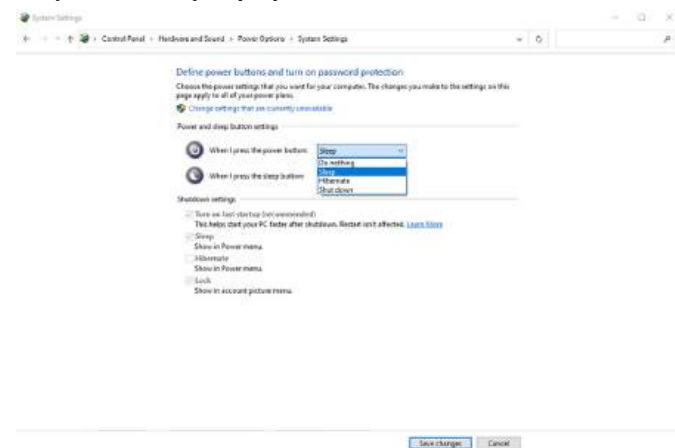 System Settings
Control Panel > Hardware and Sound > Power Options > System Settings
Define power buttons and turn on password protection
Choose the power settings that you want for your computer. The changes you make to the settings on this
page apply to all of your power plans.
Change settings that are currently unavailable
Power and sleep button settings
When I press the power button: Sleep
Do nothing
Sleep
When I press the sleep button:
Hibernate
Shut down
Shutdown settings
Turn on fast startup (recommended)
This helps start your PC faster after shutdown. Restart isn't affected. Learn More
Sleep
Show in Power menu.
Hibernate
Show in Power menu.
Lock
Show in account picture menu.
Save changes Cancel